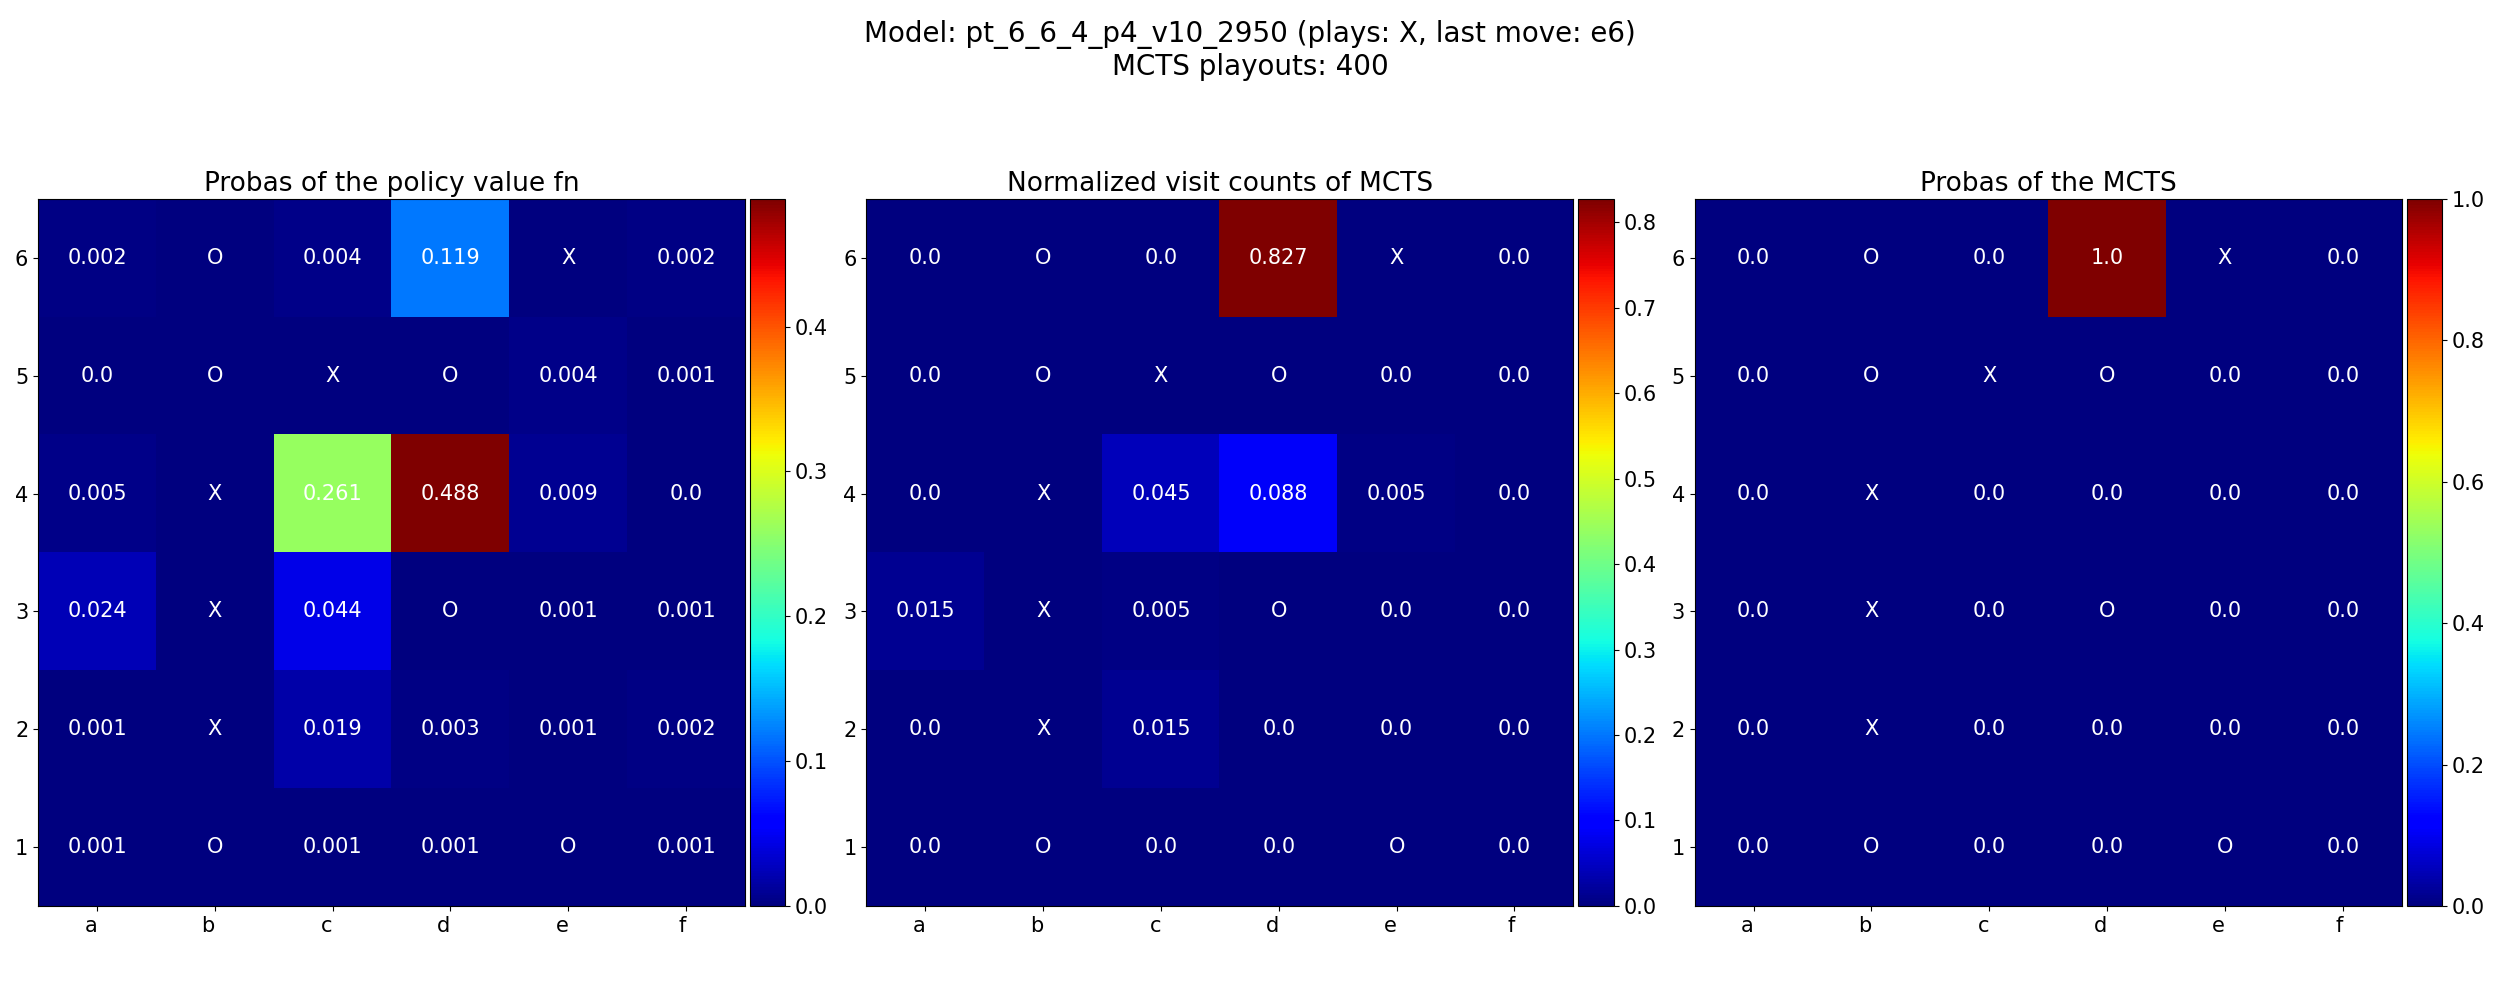 Model: pt_6_6_4_p4_v10_2950 (plays: X, last move: e6)
MCTS playouts: 400
Probas of the policy value fn
6 0.002 O 0.004 0.119 X 0.002
5 0.0 O X O 0.004 0.001
4 0.005 X 0.261 0.488 0.009 0.0
3 0.024 X 0.044 O 0.001 0.001
2 0.001 X 0.019 0.003 0.001 0.002
1 0.001 O 0.001 0.001 O 0.001
a b c d e f
0.4
0.3
0.2
0.1
0.0
Normalized visit counts of MCTS
6 0.0 O 0.0 0.827 X 0.0
5 0.0 O X O 0.0 0.0
4 0.0 X 0.045 0.088 0.005 0.0
3 0.015 X 0.005 O 0.0 0.0
2 0.0 X 0.015 0.0 0.0 0.0
1 0.0 O 0.0 0.0 O 0.0
a b c d e f
0.8
0.7
0.6
0.5
0.4
0.3
0.2
0.1
0.0
Probas of the MCTS
6 0.0 O 0.0 1.0 X 0.0
5 0.0 O X O 0.0 0.0
4 0.0 X 0.0 0.0 0.0 0.0
3 0.0 X 0.0 O 0.0 0.0
2 0.0 X 0.0 0.0 0.0 0.0
1 0.0 O 0.0 0.0 O 0.0
a b c d e f
1.0
0.8
0.6
0.4
0.2
0.0